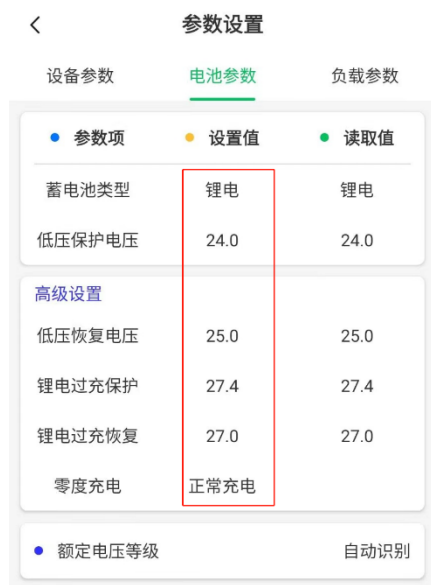 参数设置
设备参数 电池参数 负载参数
参数项 设置值 读取值
蓄电池类型 锂电 锂电
低压保护电压 24.0 24.0
高级设置
低压恢复电压 25.0 25.0
锂电过充保护 27.4 27.4
锂电过充恢复 27.0 27.0
零度充电 正常充电
额定电压等级 自动识别